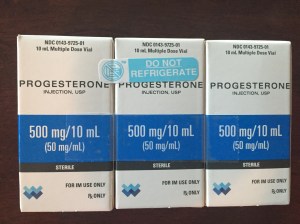 NDC 0143-9725-01
10 mL Multiple Dose Vial
PROGESTERONE
INJECTION, USP
500 mg/10 mL
(50 mg/mL)
STERILE
FOR IM USE ONLY
Rx ONLY
DO NOT
REFRIGERATE
NDC 0143-9725-01
10 mL Multiple Dose Vial
PROGESTERONE
INJECTION, USP
500 mg/10 mL
(50 mg/mL)
STERILE
FOR IM USE ONLY
Rx ONLY
NDC 0143-9725-01
10 mL Multiple Dose Vial
PROGESTERONE
INJECTION, USP
500 mg/10 mL
(50 mg/mL)
STERILE
FOR IM USE ONLY
Rx ONLY